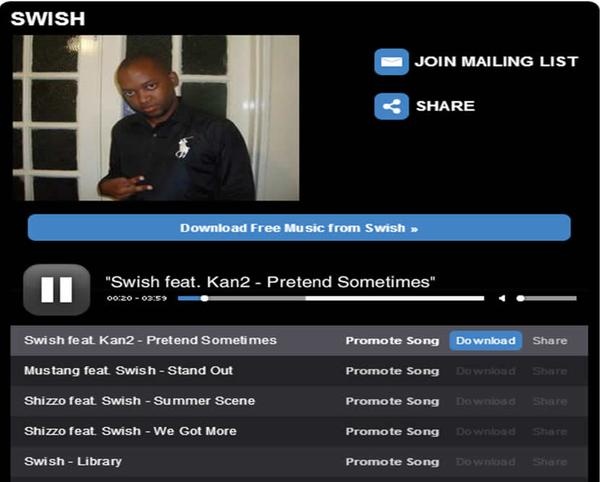 SWISH
JOIN MAILING LIST
SHARE
Download Free Music from Swish »
"Swish feat. Kan2 - Pretend Sometimes"
00:20 - 03:59
Swish feat. Kan2 - Pretend Sometimes Promote Song Download Share
Mustang feat. Swish - Stand Out Promote Song Download Share
Shizzo feat. Swish - Summer Scene Promote Song Download Share
Shizzo feat. Swish - We Got More Promote Song Download Share
Swish - Library Promote Song Download Share